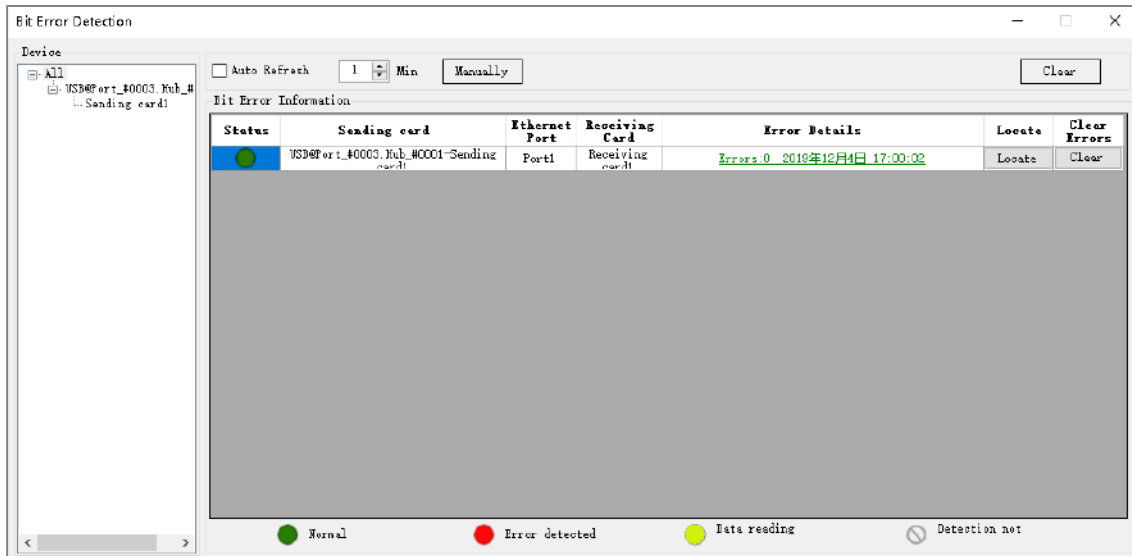 Bit Error Detection
Device
All
USB@Port_#0003.Hub_#
Sending card1
Auto Refresh 1 Min Manually Clear
Bit Error Information
Status Sending card Ethernet Port Receiving Card Error Details Locate Clear Errors
USB@Port_#0003.Hub_#0001-Sending card1 Port1 Receiving card1 Errors:0 2019年12月4日 17:00:02 Locate Clear
Normal Error detected Data reading Detection not